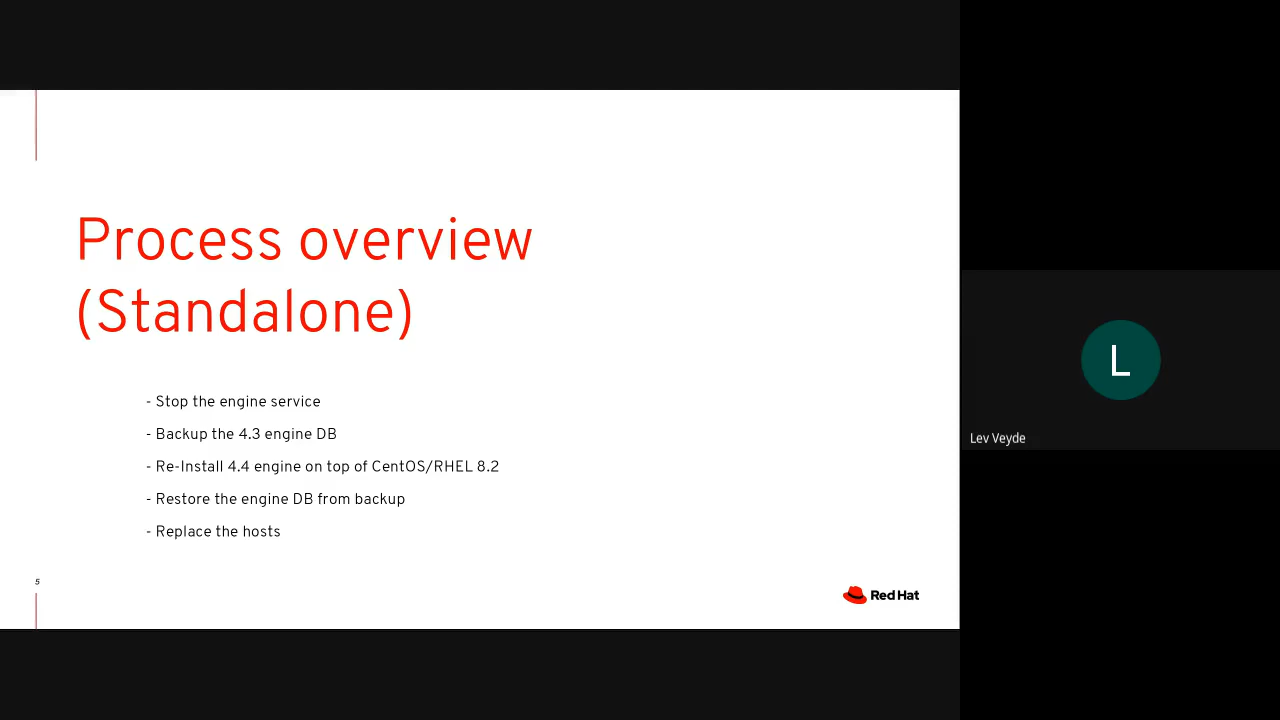 Process overview
(Standalone)
- Stop the engine service
- Backup the 4.3 engine DB
- Re-Install 4.4 engine on top of CentOS/RHEL 8.2
- Restore the engine DB from backup
- Replace the hosts
5
Red Hat
L
Lev Veyde